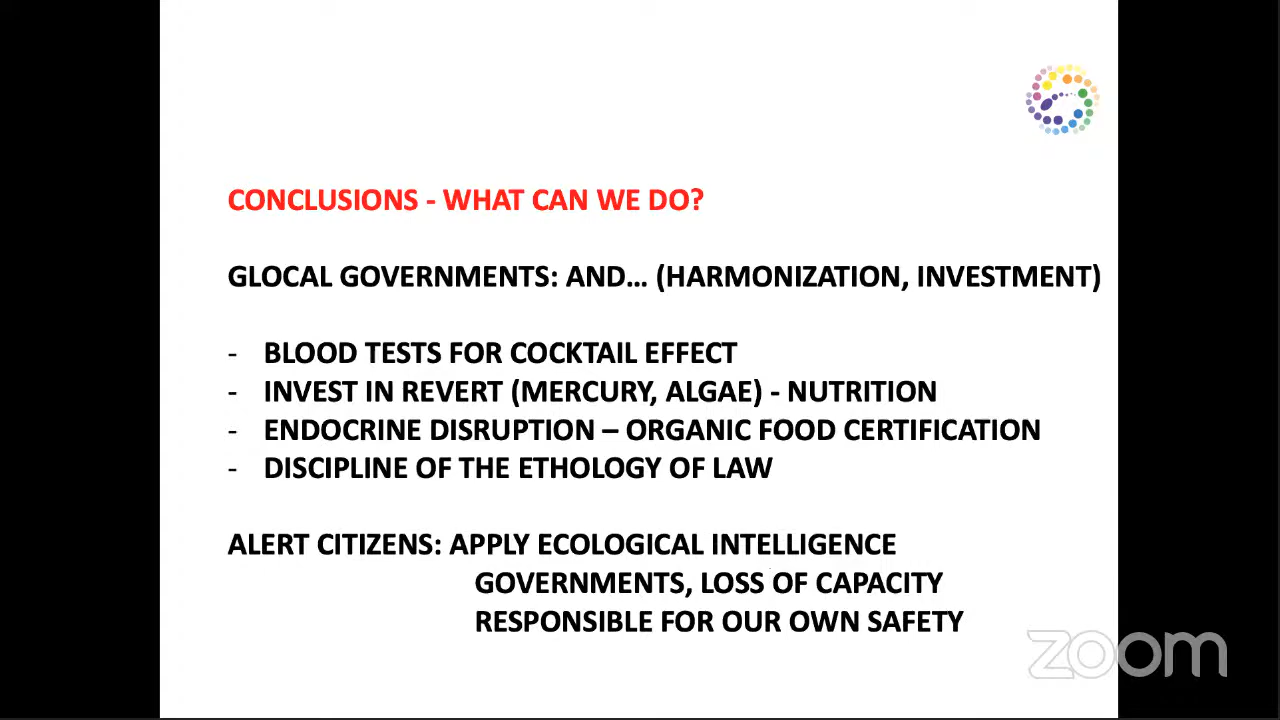 CONCLUSIONS - WHAT CAN WE DO?
GLOCAL GOVERNMENTS: AND... (HARMONIZATION, INVESTMENT)
- BLOOD TESTS FOR COCKTAIL EFFECT
- INVEST IN REVERT (MERCURY, ALGAE) - NUTRITION
- ENDOCRINE DISRUPTION – ORGANIC FOOD CERTIFICATION
- DISCIPLINE OF THE ETHOLOGY OF LAW
ALERT CITIZENS: APPLY ECOLOGICAL INTELLIGENCE
GOVERNMENTS, LOSS OF CAPACITY
RESPONSIBLE FOR OUR OWN SAFETY
zoom